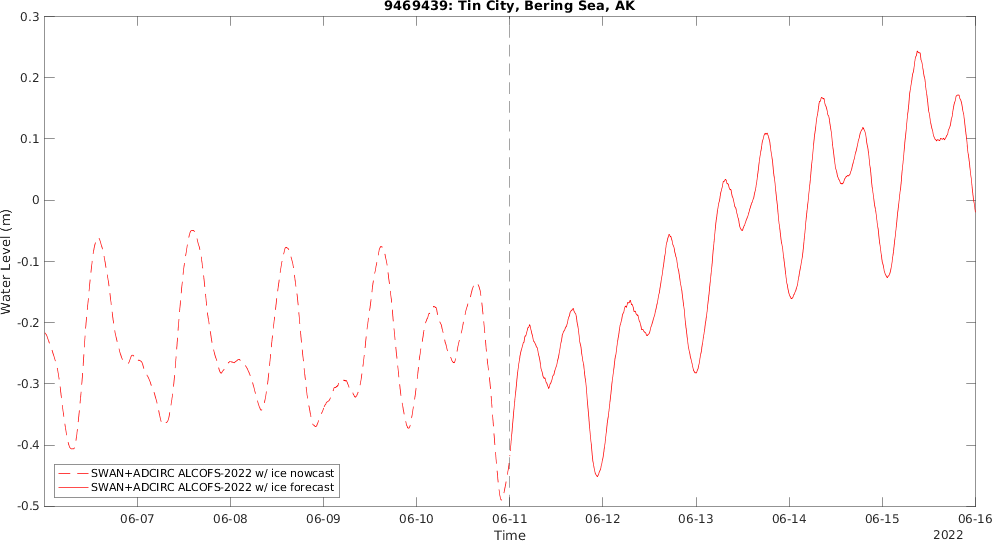 9469439: Tin City, Bering Sea, AK
0.3
0.2
0.1
0
-0.1
-0.2
-0.3
-0.4
-0.5
Water Level (m)
SWAN+ADCIRC ALCOFS-2022 w/ ice nowcast
SWAN+ADCIRC ALCOFS-2022 w/ ice forecast
06-07 06-08 06-09 06-10 06-11 06-12 06-13 06-14 06-15 06-16
Time
2022